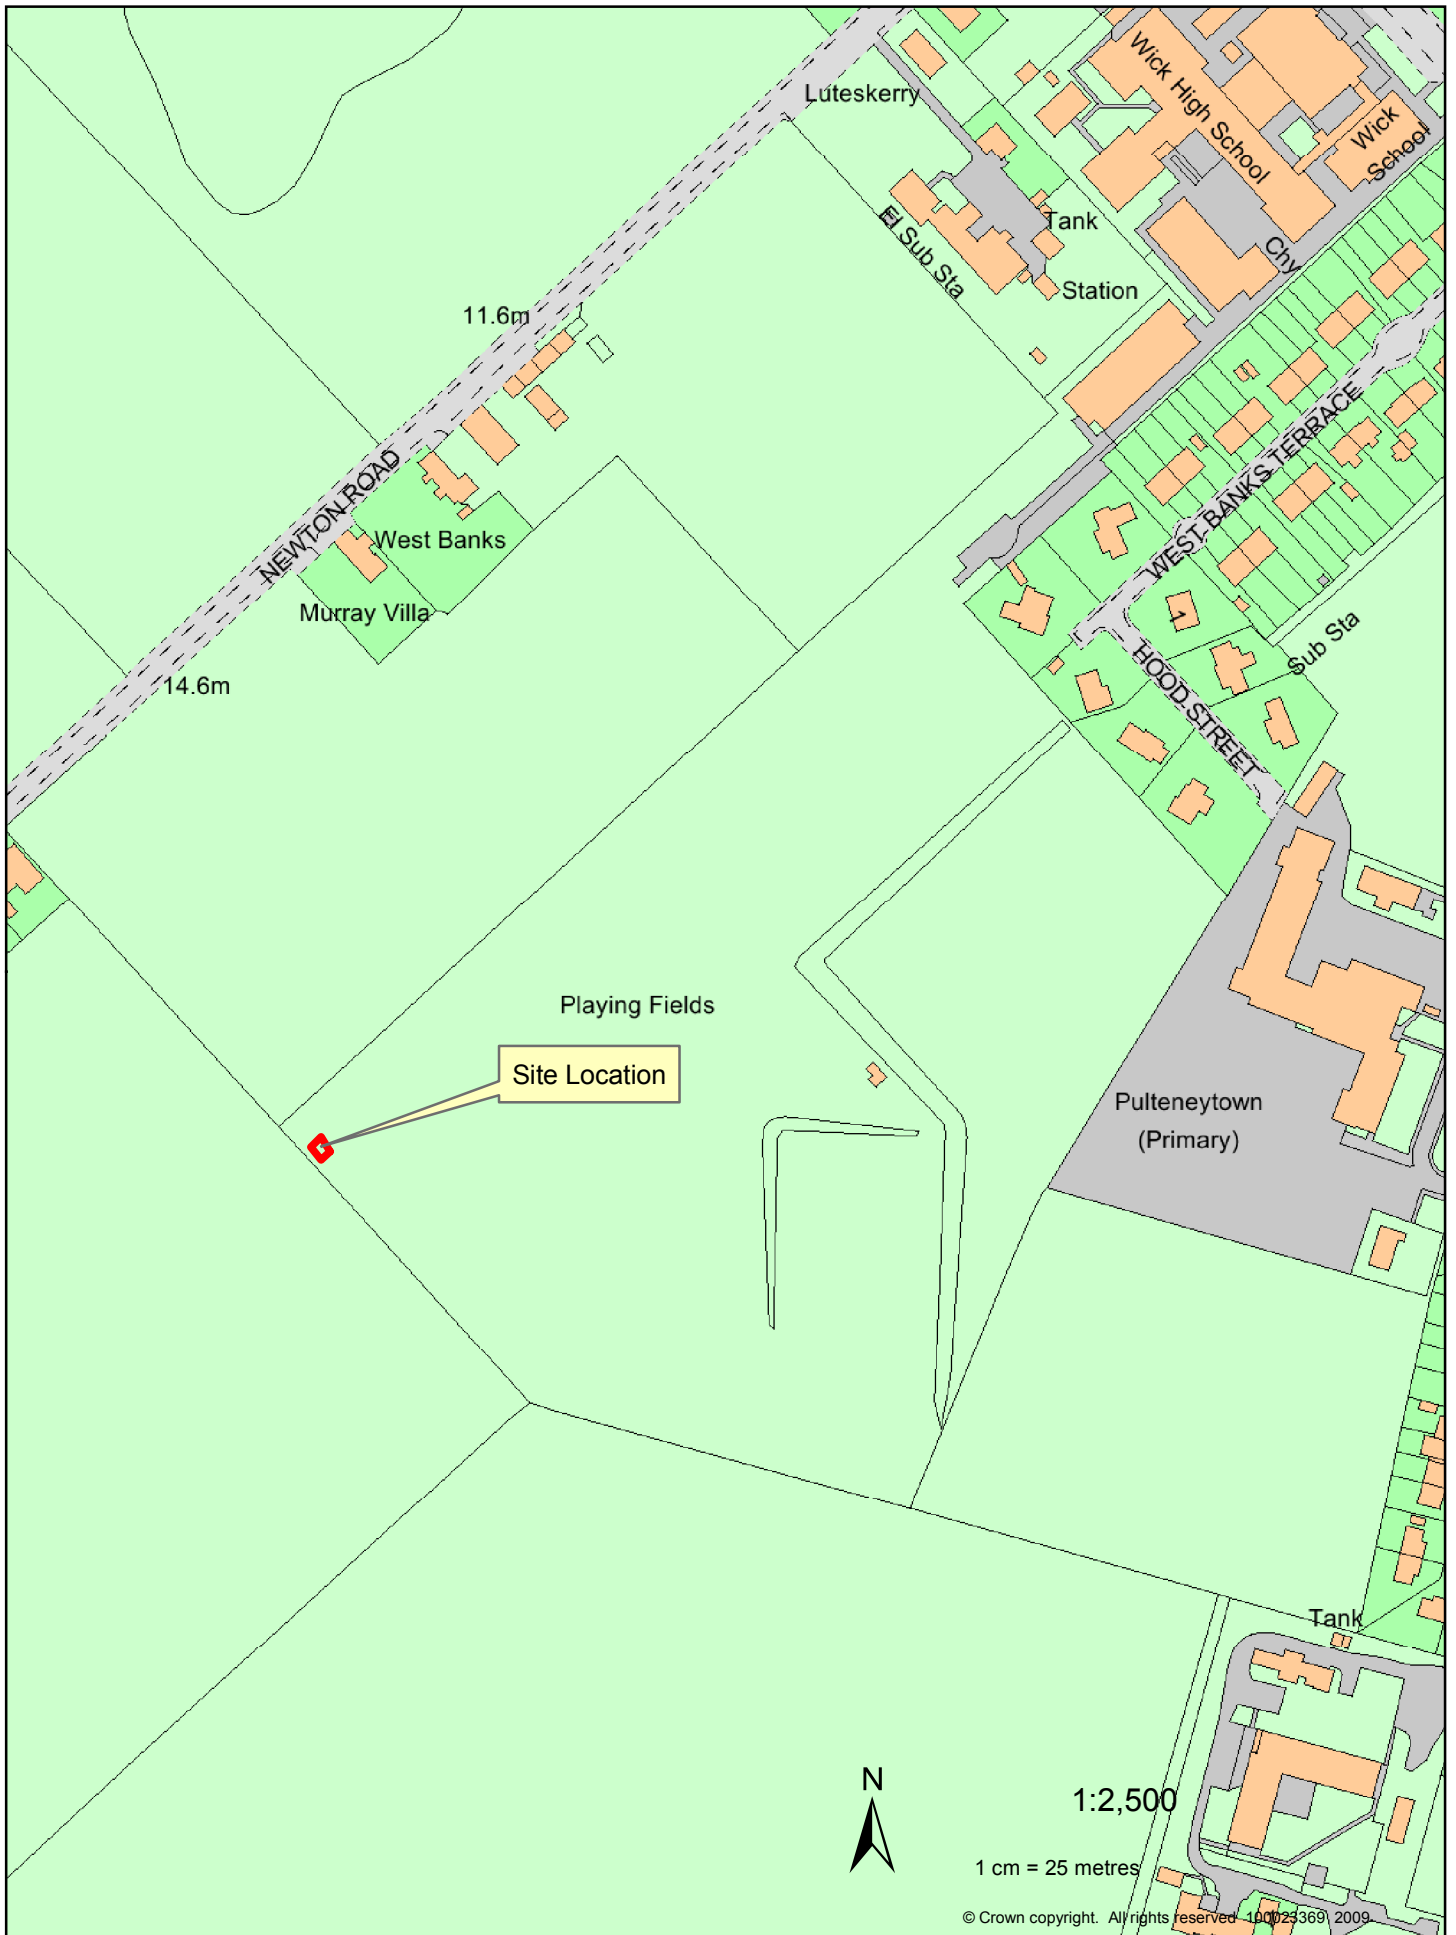 Luteskerry
Wick High School
Wick
School
El Sub Sta
Tank
Chy
Station
11.6m
NEWTON ROAD
WEST BANKS TERRACE
West Banks
Murray Villa
1
HOOD STREET
Sub Sta
14.6m
Playing Fields
Site Location
Pulteneytown
(Primary)
Tank
N
1:2,500
1 cm = 25 metres
© Crown copyright. All rights reserved 100023369 2009